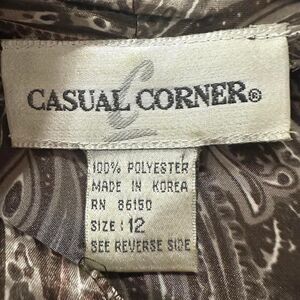 CASUAL CORNER®
100% POLYESTER
MADE IN KOREA
RN 86150
SIZE: 12
SEE REVERSE SIDE